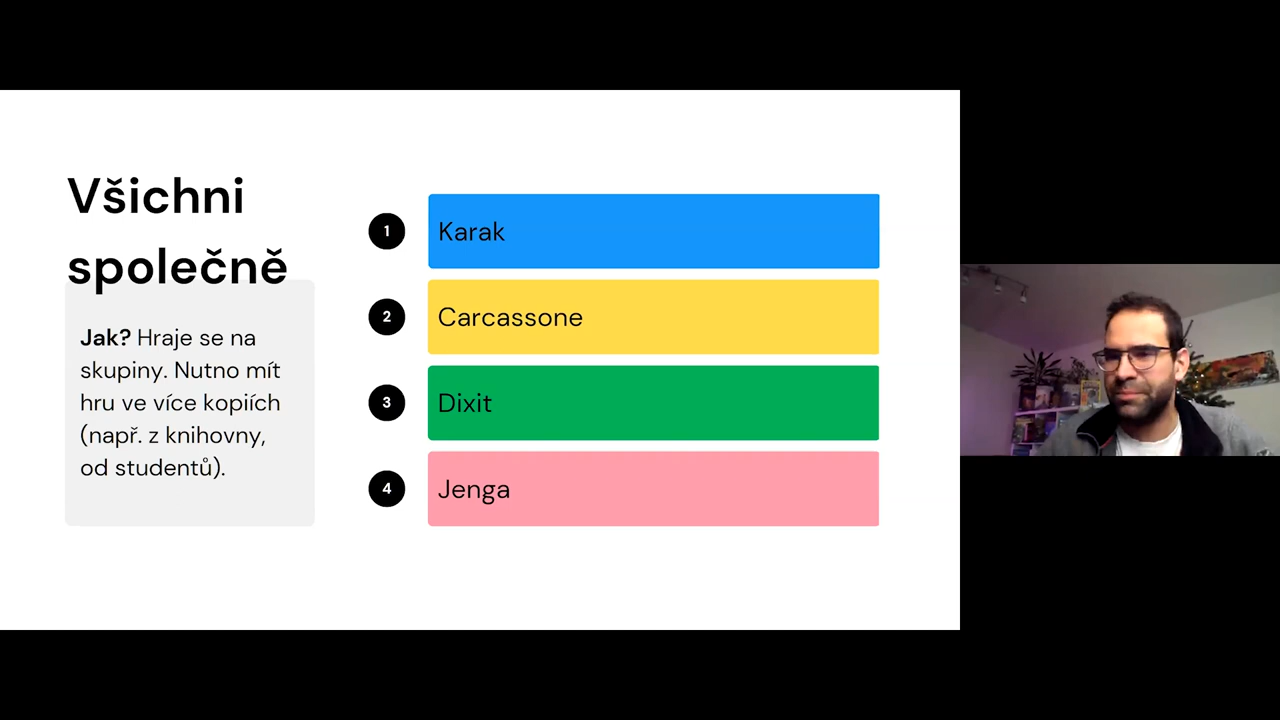 Všichni
společně
Jak? Hraje se na
skupiny. Nutno mít
hru ve více kopiích
(např. z knihovny,
od studentů).
1 Karak
2 Carcassone
3 Dixit
4 Jenga